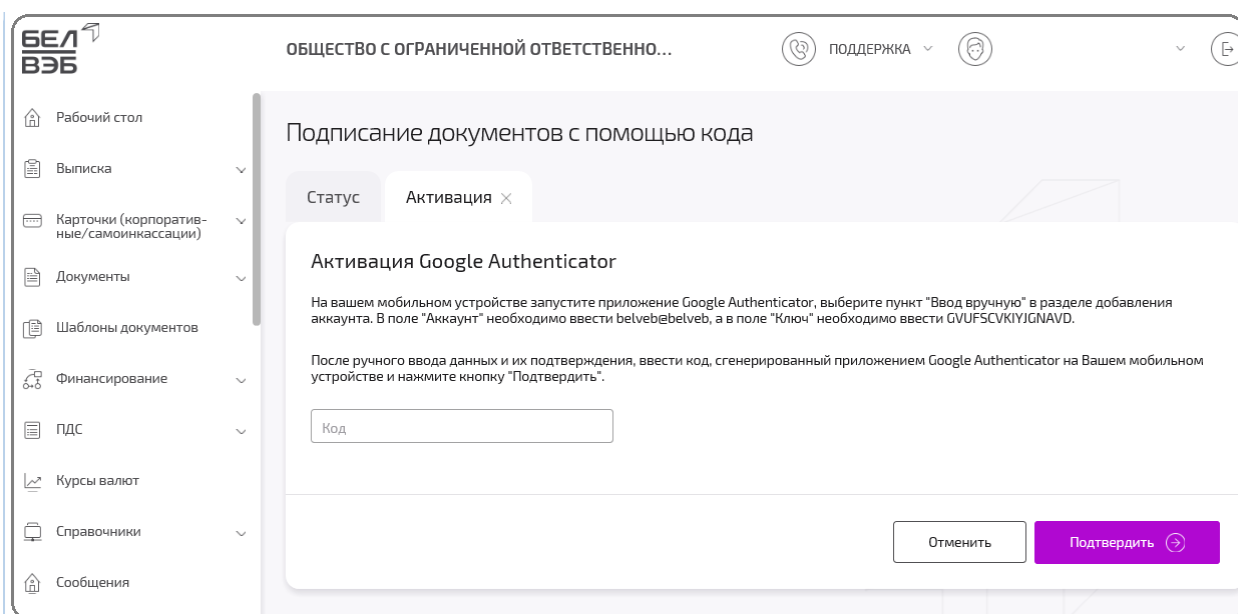 БЕЛ
ВЭБ
ОБЩЕСТВО С ОГРАНИЧЕННОЙ ОТВЕТСТВЕННО...
ПОДДЕРЖКА
Рабочий стол
Выписка
Карточки (корпоратив-
ные/самоинкассации)
Документы
Шаблоны документов
Финансирование
ПДС
Курсы валют
Справочники
Сообщения
Подписание документов с помощью кода
Статус
Активация
Активация Google Authenticator
На вашем мобильном устройстве запустите приложение Google Authenticator, выберите пункт "Ввод вручную" в разделе добавления
аккаунта. В поле "Аккаунт" необходимо ввести belveb@belveb, а в поле "Ключ" необходимо ввести GVUFSCVKIYJGNAVD.
После ручного ввода данных и их подтверждения, ввести код, сгенерированный приложением Google Authenticator на Вашем мобильном
устройстве и нажмите кнопку "Подтвердить".
Код
Отменить
Подтвердить